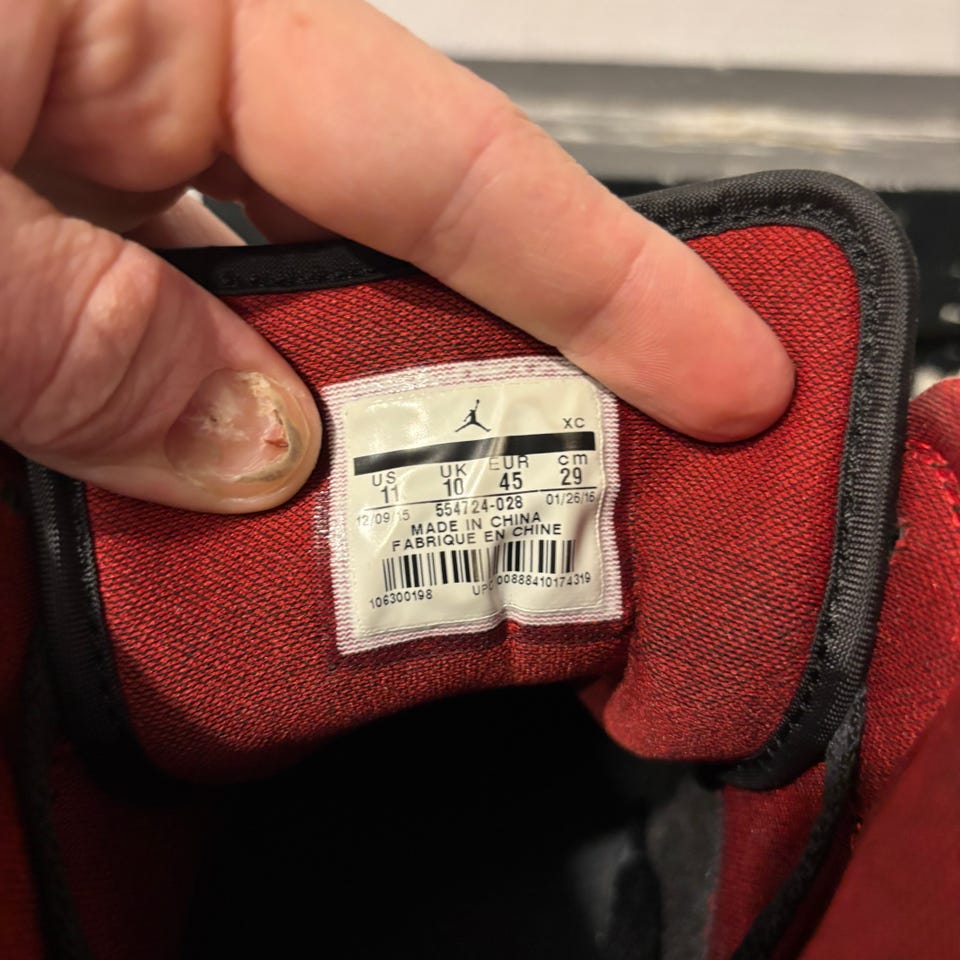 XC
US UK EUR cm
11 10 45 29
12/09/15 554724-028 01/26/16
MADE IN CHINA
FABRIQUE EN CHINE
106300198 UPC 00888410174319